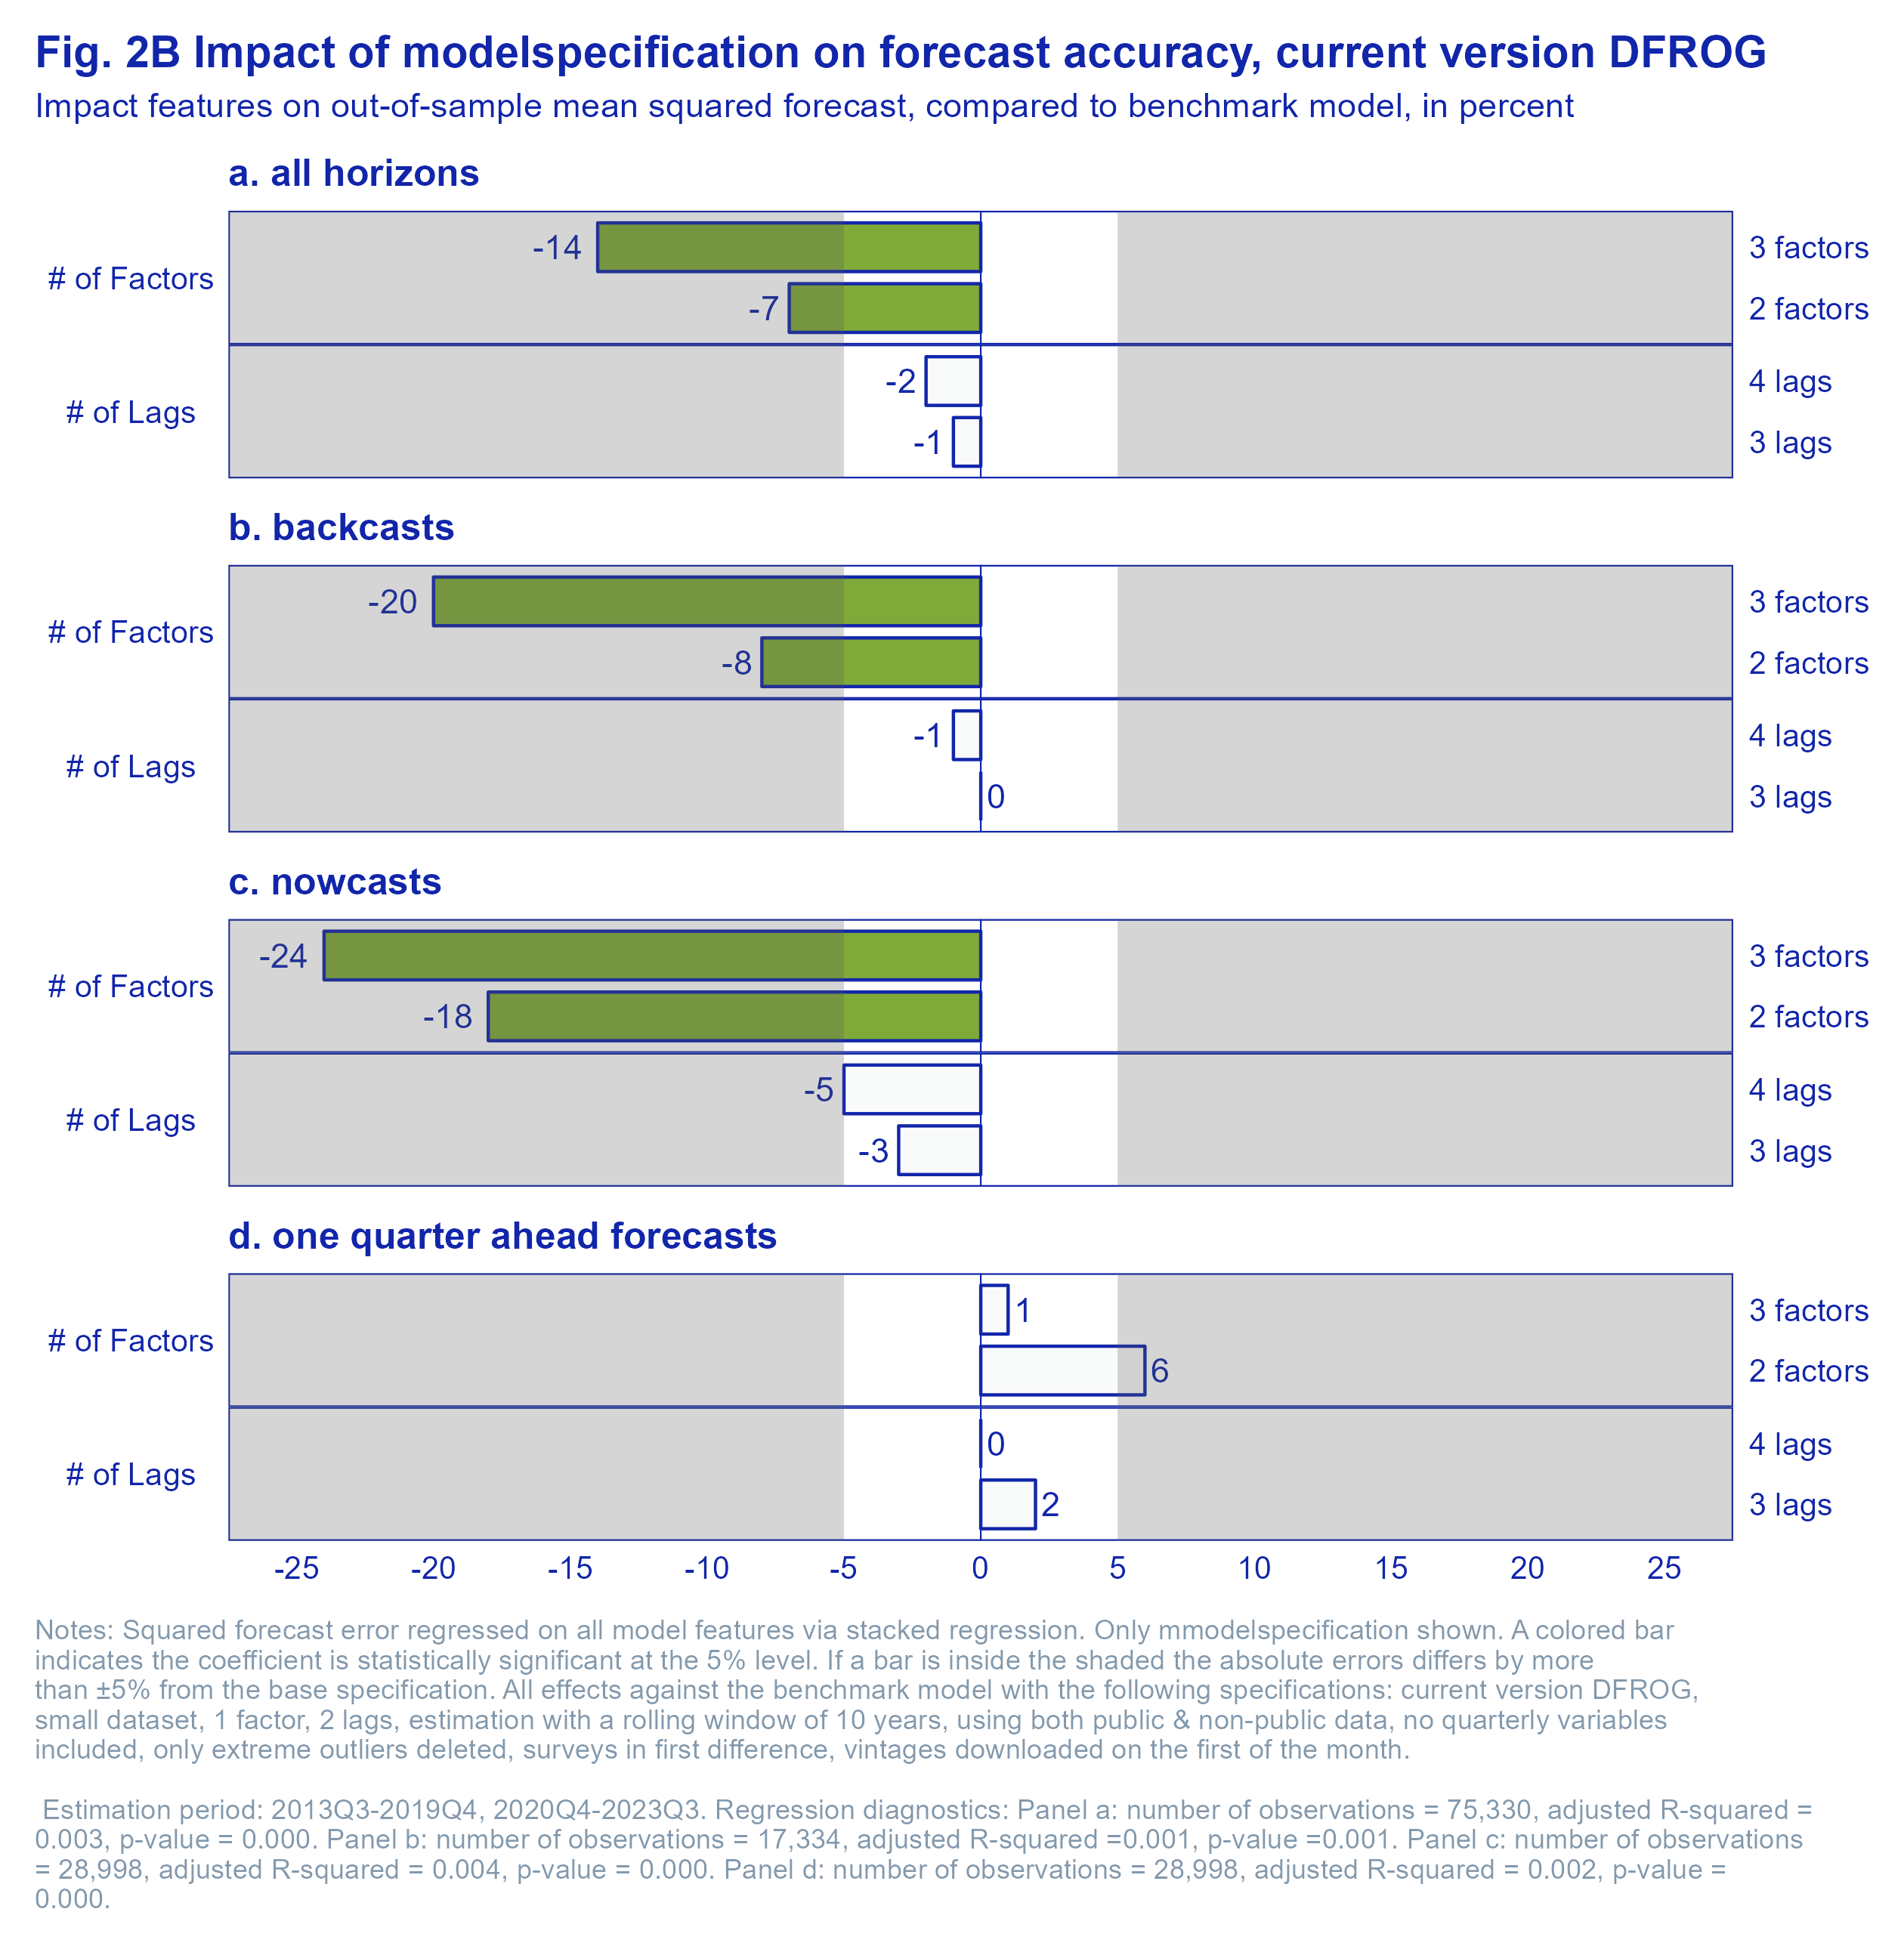 Fig. 2B Impact of modelspecification on forecast accuracy, current version DFROG
Impact features on out-of-sample mean squared forecast, compared to benchmark model, in percent
a. all horizons
# of Factors
-14
3 factors
-7
2 factors
# of Lags
-2
4 lags
-1
3 lags
b. backcasts
# of Factors
-20
3 factors
-8
2 factors
# of Lags
-1
4 lags
0
3 lags
c. nowcasts
# of Factors
-24
3 factors
-18
2 factors
# of Lags
-5
4 lags
-3
3 lags
d. one quarter ahead forecasts
# of Factors
1
3 factors
6
2 factors
# of Lags
0
4 lags
2
3 lags
-25 -20 -15 -10 -5 0 5 10 15 20 25
Notes: Squared forecast error regressed on all model features via stacked regression. Only mmodelspecification shown. A colored bar
indicates the coefficient is statistically significant at the 5% level. If a bar is inside the shaded the absolute errors differs by more
than ±5% from the base specification. All effects against the benchmark model with the following specifications: current version DFROG,
small dataset, 1 factor, 2 lags, estimation with a rolling window of 10 years, using both public & non-public data, no quarterly variables
included, only extreme outliers deleted, surveys in first difference, vintages downloaded on the first of the month.
Estimation period: 2013Q3-2019Q4, 2020Q4-2023Q3. Regression diagnostics: Panel a: number of observations = 75,330, adjusted R-squared =
0.003, p-value = 0.000. Panel b: number of observations = 17,334, adjusted R-squared =0.001, p-value =0.001. Panel c: number of observations
= 28,998, adjusted R-squared = 0.004, p-value = 0.000. Panel d: number of observations = 28,998, adjusted R-squared = 0.002, p-value =
0.000.